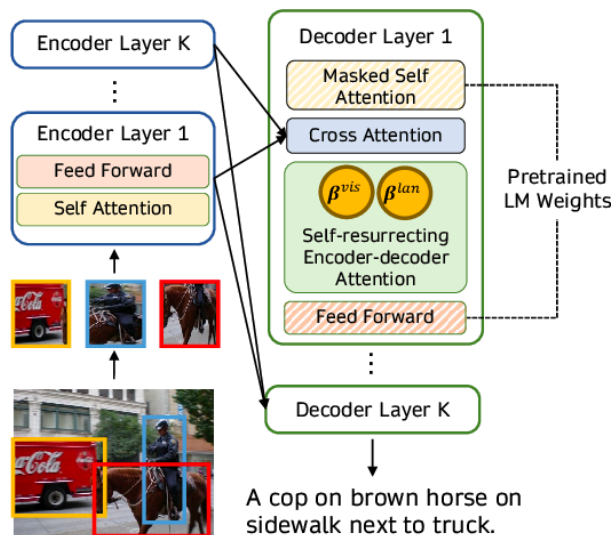 Encoder Layer K
⋮
Encoder Layer 1
Feed Forward
Self Attention
Coca
Cola
Decoder Layer 1
Masked Self
Attention
Cross Attention
β^vis β^lan
Self-resurrecting
Encoder-decoder
Attention
Feed Forward
⋮
Decoder Layer K
Pretrained
LM Weights
A cop on brown horse on
sidewalk next to truck.